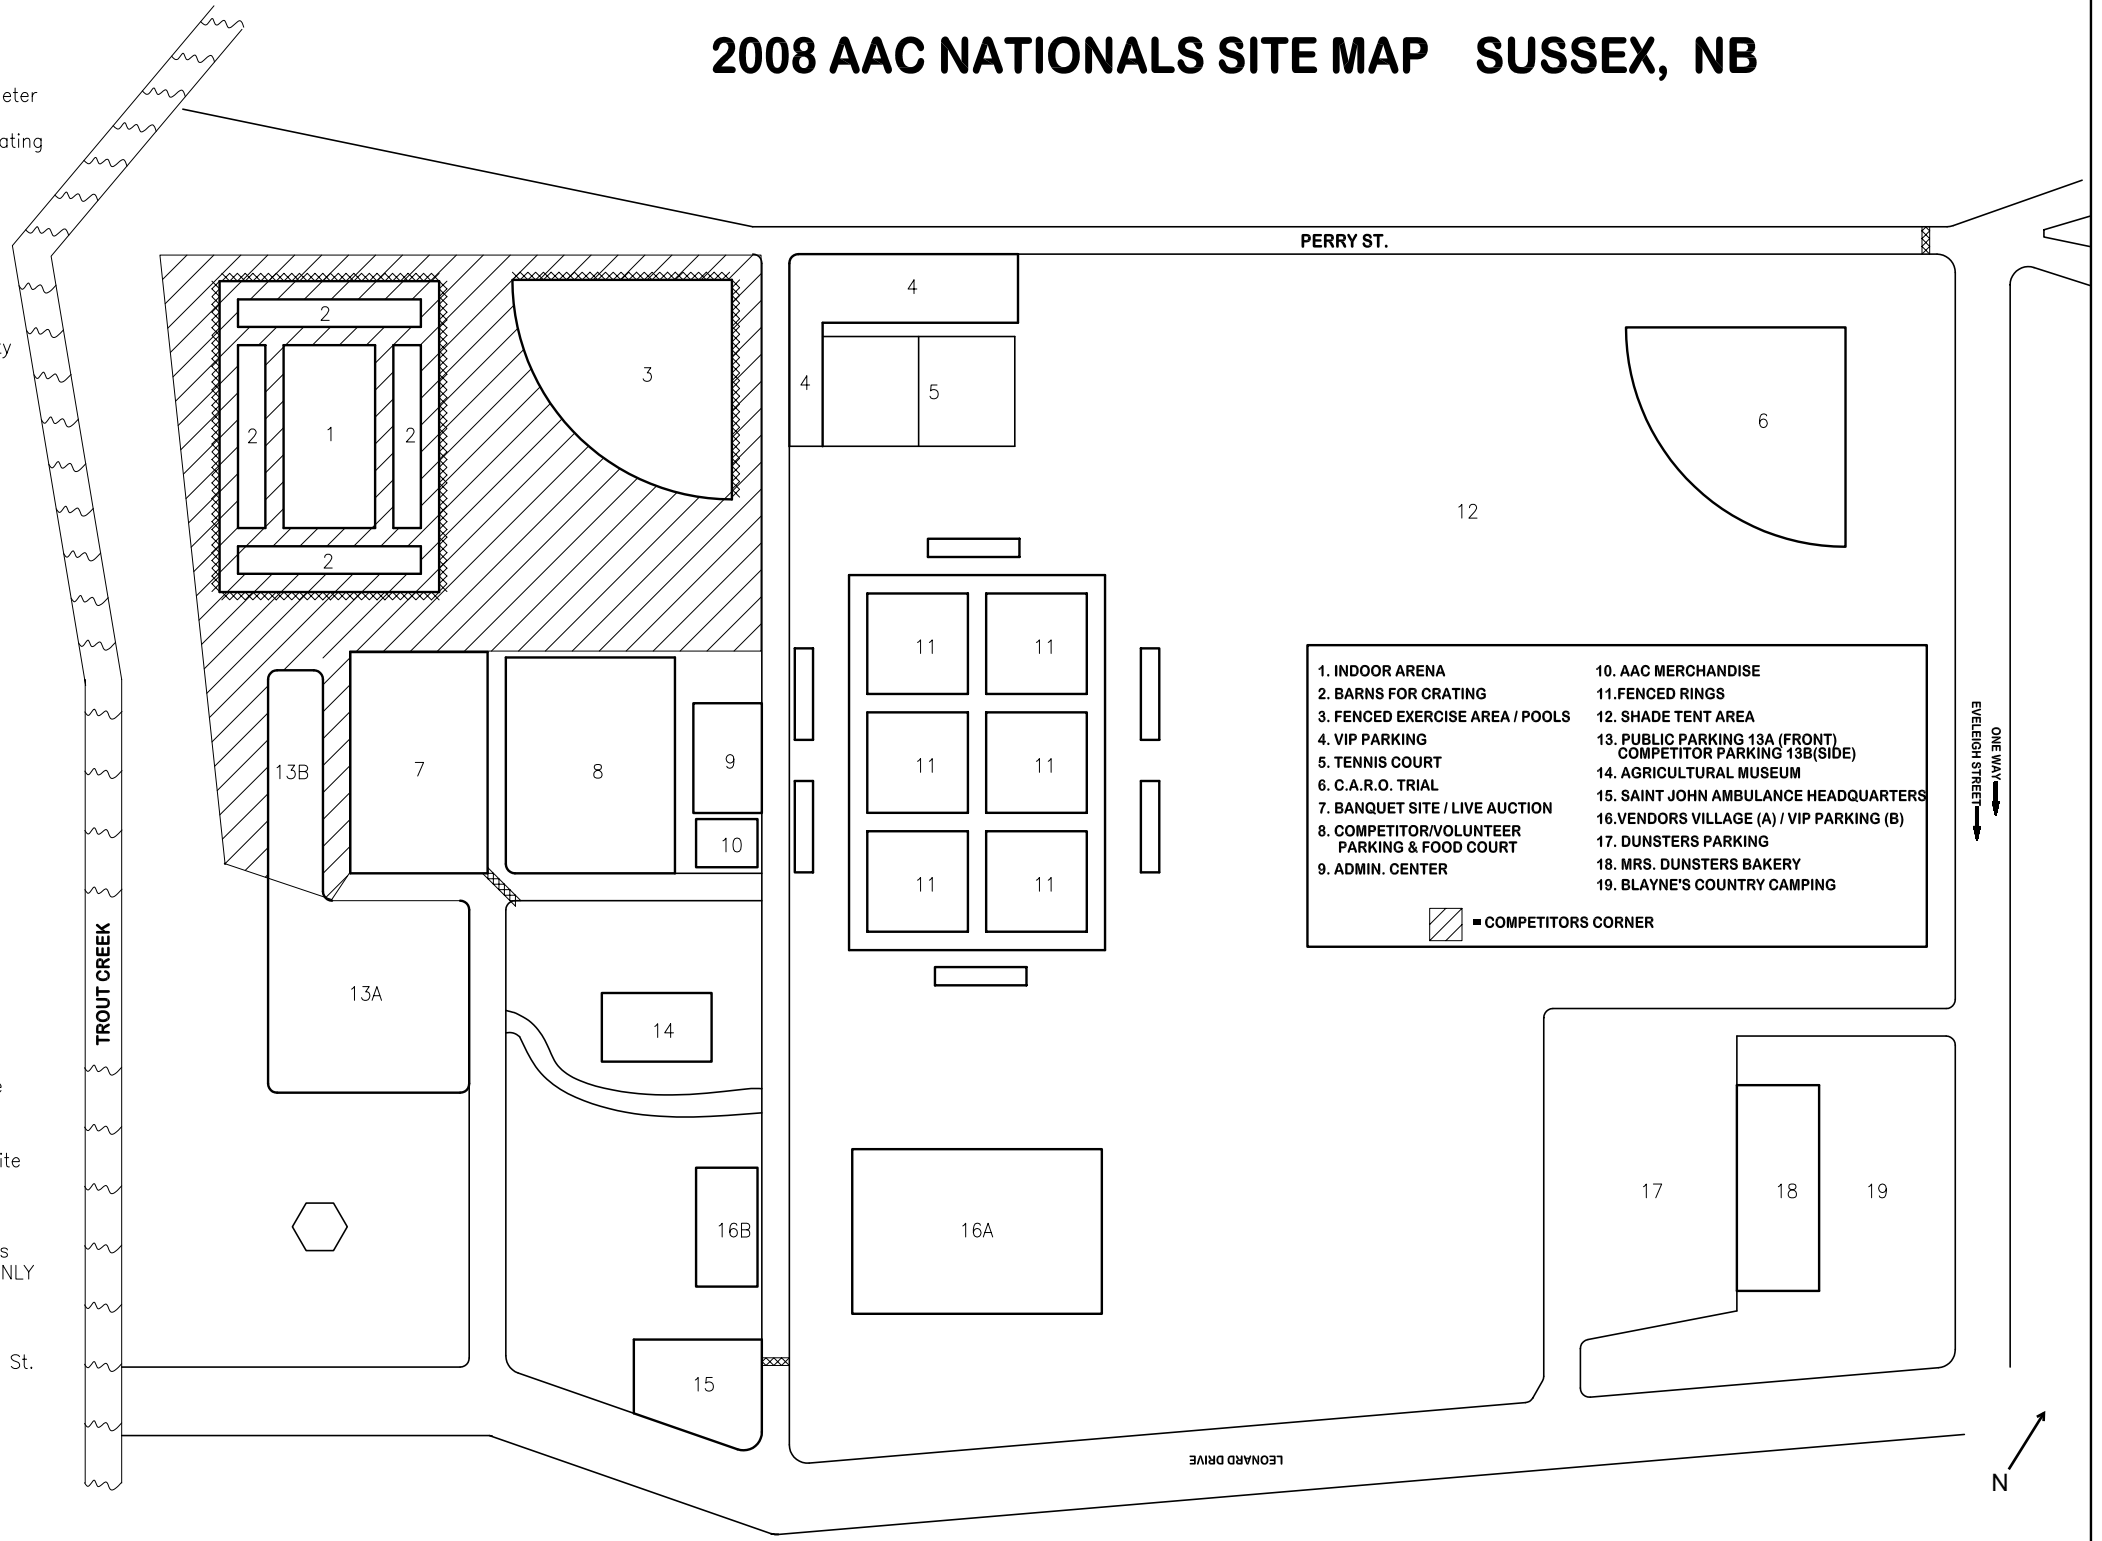 2008 AAC NATIONALS SITE MAP SUSSEX, NB
eter
ating
PERRY ST.
2
4
ty
3
4
5
2
1
2
6
12
2
11
11
1. INDOOR ARENA
2. BARNS FOR CRATING
3. FENCED EXERCISE AREA / POOLS
4. VIP PARKING
5. TENNIS COURT
6. C.A.R.O. TRIAL
7. BANQUET SITE / LIVE AUCTION
8. COMPETITOR/VOLUNTEER
PARKING & FOOD COURT
9. ADMIN. CENTER
10. AAC MERCHANDISE
11.FENCED RINGS
12. SHADE TENT AREA
13. PUBLIC PARKING 13A (FRONT)
COMPETITOR PARKING 13B(SIDE)
14. AGRICULTURAL MUSEUM
15. SAINT JOHN AMBULANCE HEADQUARTERS
16.VENDORS VILLAGE (A) / VIP PARKING (B)
17. DUNSTERS PARKING
18. MRS. DUNSTERS BAKERY
19. BLAYNE'S COUNTRY CAMPING
= COMPETITORS CORNER
EVELEIGH STREET
ONE WAY
13B
7
8
9
11
11
10
11
11
TROUT CREEK
13A
14
e
ite
17
18
19
16B
16A
s
NLY
St.
15
LEONARD DRIVE
N